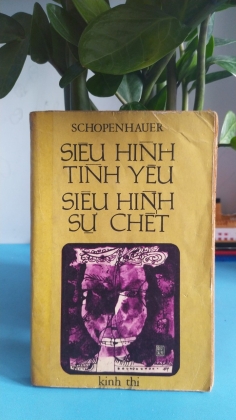 SCHOPENHAUER
SIÊU HÌNH
TÌNH YÊU
SIÊU HÌNH
SỰ CHẾT
kinh thi